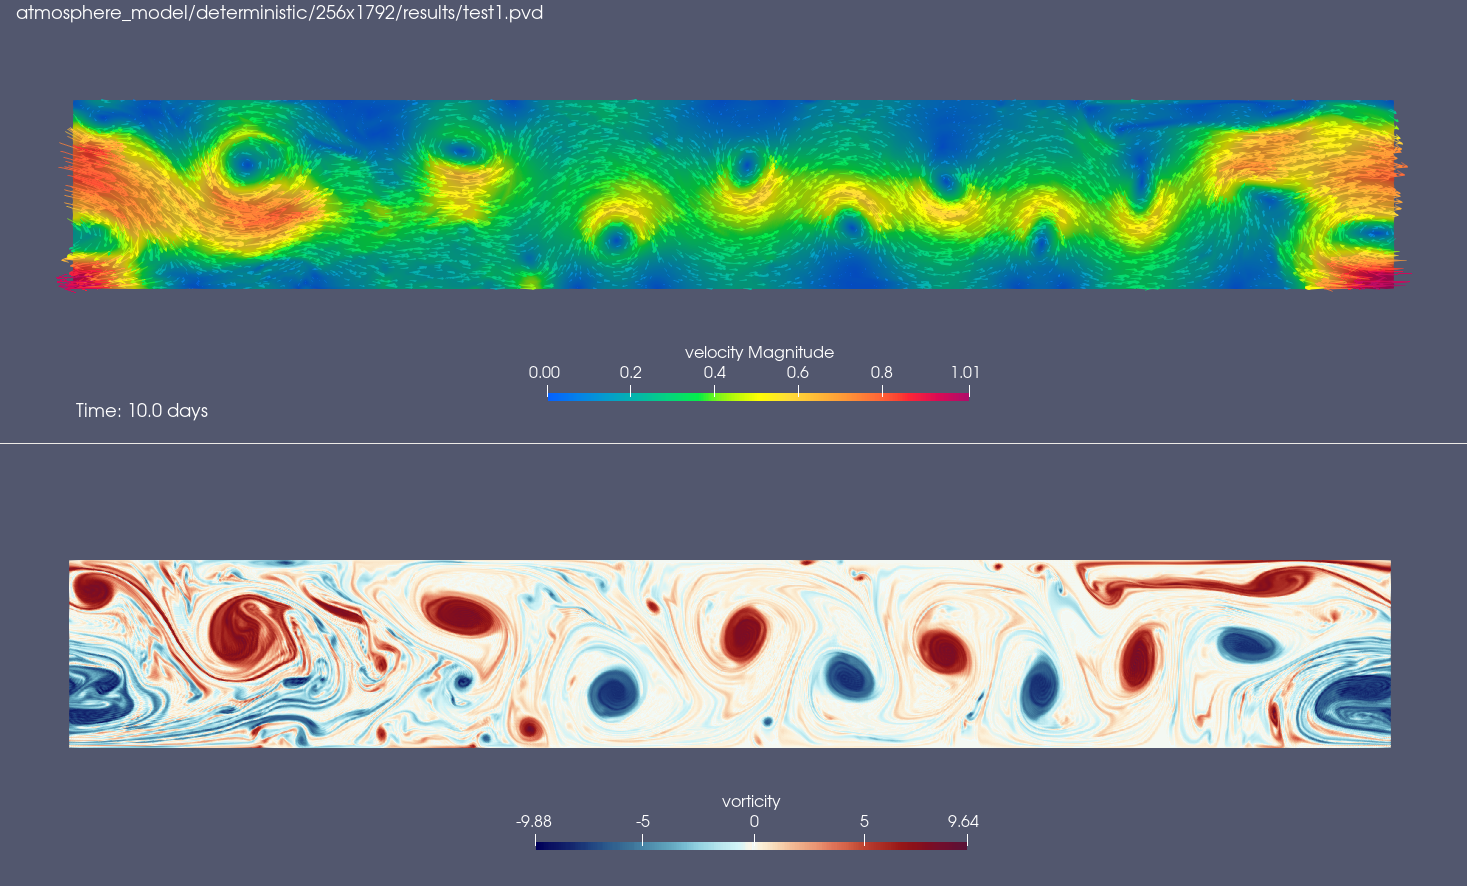 atmosphere_model/deterministic/256x1792/results/test1.pvd
velocity Magnitude
0.00 0.2 0.4 0.6 0.8 1.01
Time: 10.0 days
vorticity
-9.88 -5 0 5 9.64